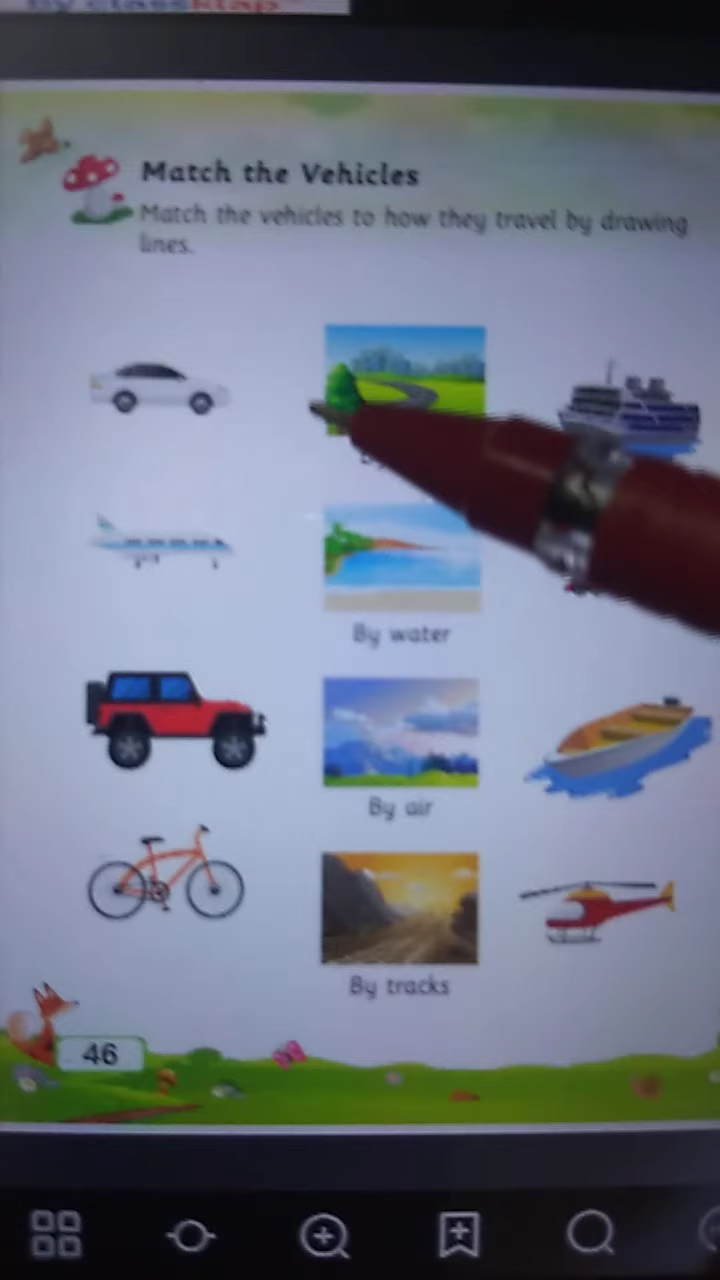 Match the Vehicles
Match the vehicles to how they travel by drawing
lines.
By water
By air
By tracks
46